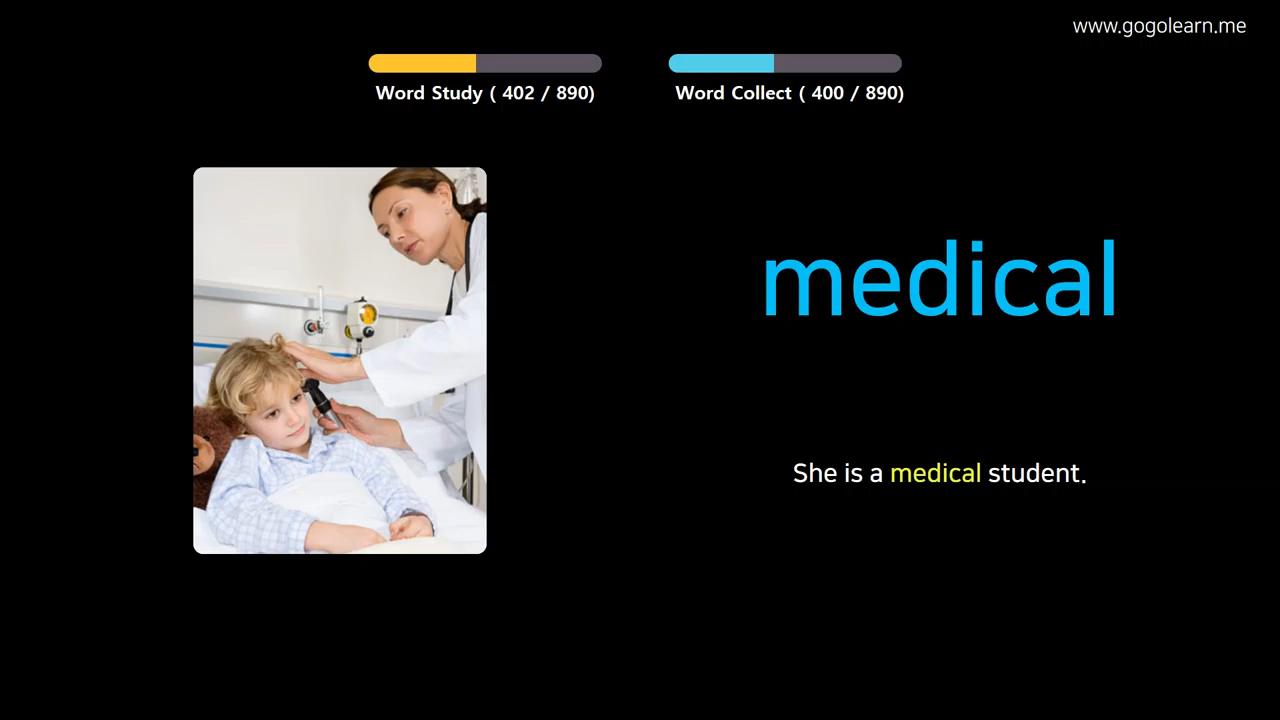 www.gogolearn.me
Word Study ( 402 / 890)
Word Collect ( 400 / 890)
medical
She is a medical student.